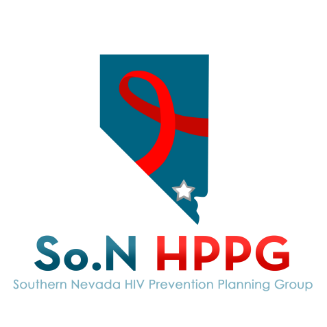 So.N HPPG
Southern Nevada HIV Prevention Planning Group